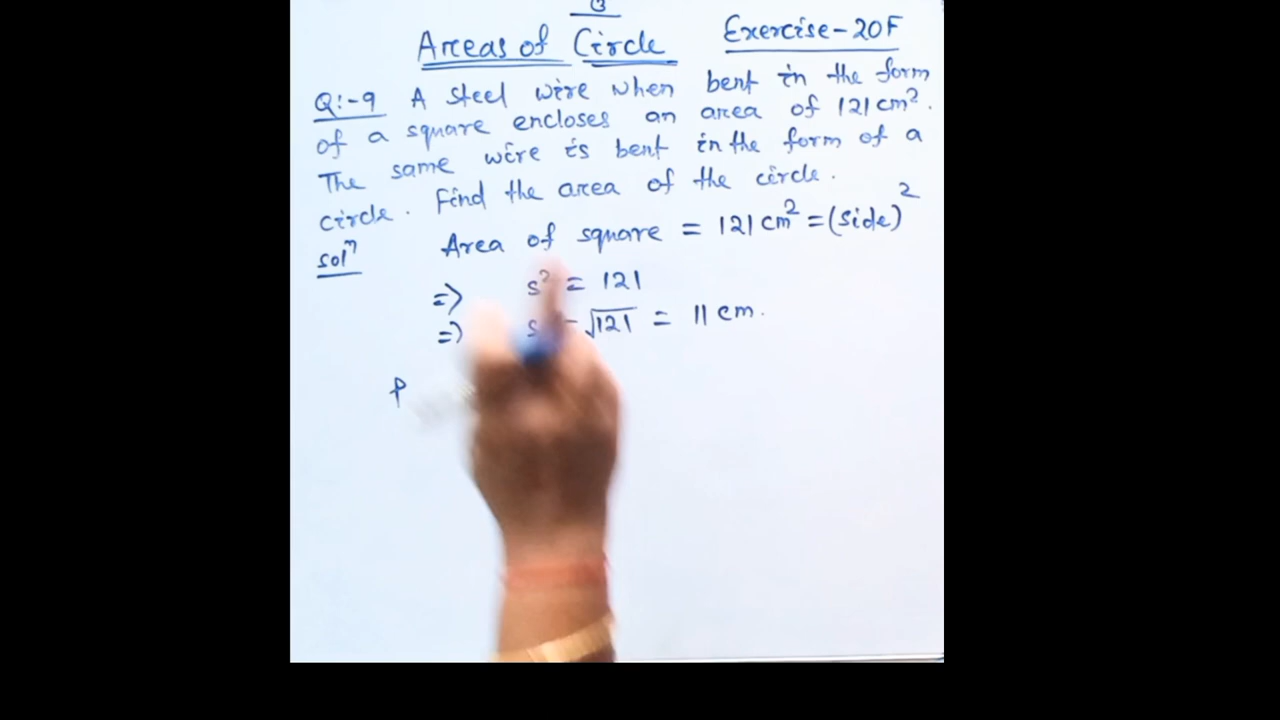 Areas of Circle Exercise-20F
Q:-9 A steel wire when bent in the form
of a square encloses an area of 121 cm².
The same wire is bent in the form of a
circle. Find the area of the circle.
Solⁿ Area of square = 121 cm² = (side)²
=> s² = 121
=> s = √121 = 11 cm.
P